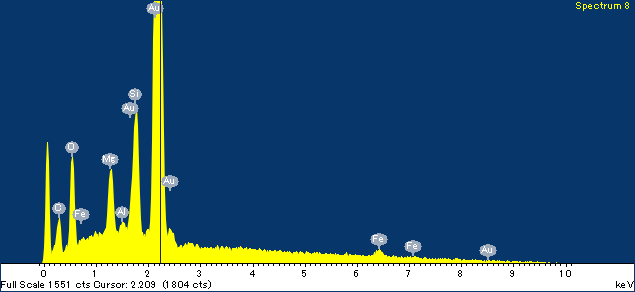 Spectrum 8
Au
Si
Au
O
Mg
Au
C
Fe
Al
Fe
Fe
Au
0 1 2 3 4 5 6 7 8 9 10
Full Scale 1551 cts Cursor: 2.209 (1804 cts) keV